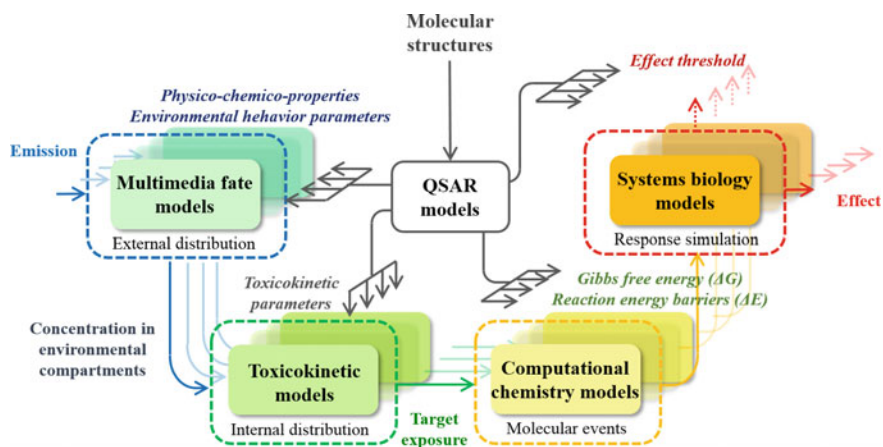 Molecular
structures
Effect threshold
Physico-chemico-properties
Environmental hehavior parameters
Emission
Multimedia fate
models
External distribution
QSAR
models
Systems biology
models
Response simulation
Effect
Toxicokinetic
parameters
Gibbs free energy (ΔG)
Reaction energy barriers (ΔE)
Concentration in
environmental
compartments
Toxicokinetic
models
Internal distribution
Target
exposure
Computational
chemistry models
Molecular events